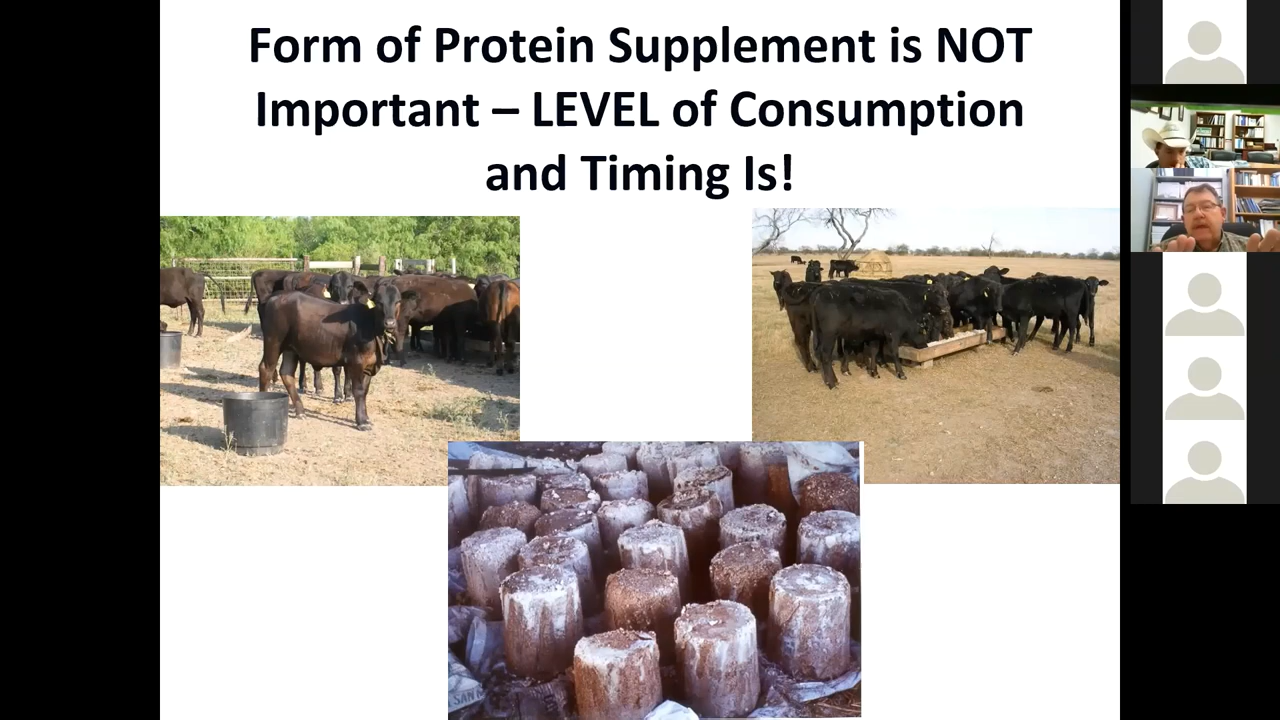 Form of Protein Supplement is NOT
Important – LEVEL of Consumption
and Timing Is!